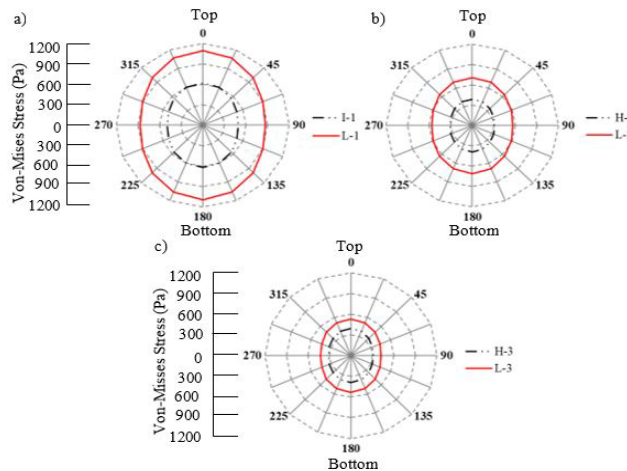 a)
Top
0
1200
900
600
300
0
300
600
900
1200
Von-Mises Stress (Pa)
315
45
270
90
225
135
180
Bottom
I-1
L-1
b)
Top
0
315
45
270
90
225
135
180
Bottom
H-
L-
c)
Top
0
1200
900
600
300
0
300
600
900
1200
Von-Misses Stress (Pa)
315
45
270
90
225
135
180
Bottom
H-3
L-3